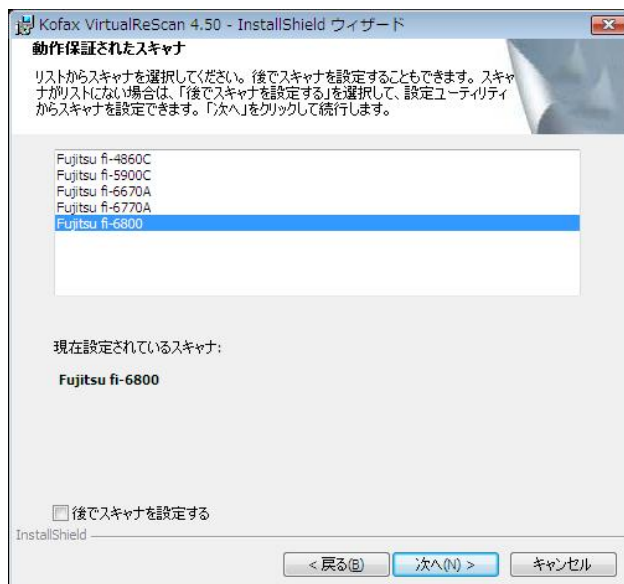 Kofax VirtualReScan 4.50 - InstallShield ウィザード
動作保証されたスキャナ
リストからスキャナを選択してください。後でスキャナを設定することもできます。スキャ
ナがリストにない場合は、「後でスキャナを設定する」を選択して、設定ユーティリティ
からスキャナを設定できます。「次へ」をクリックして続行します。
Fujitsu fi-4860C
Fujitsu fi-5900C
Fujitsu fi-6670A
Fujitsu fi-6770A
Fujitsu fi-6800
現在設定されているスキャナ:
Fujitsu fi-6800
後でスキャナを設定する
InstallShield
< 戻る(B)
次へ(N) >
キャンセル